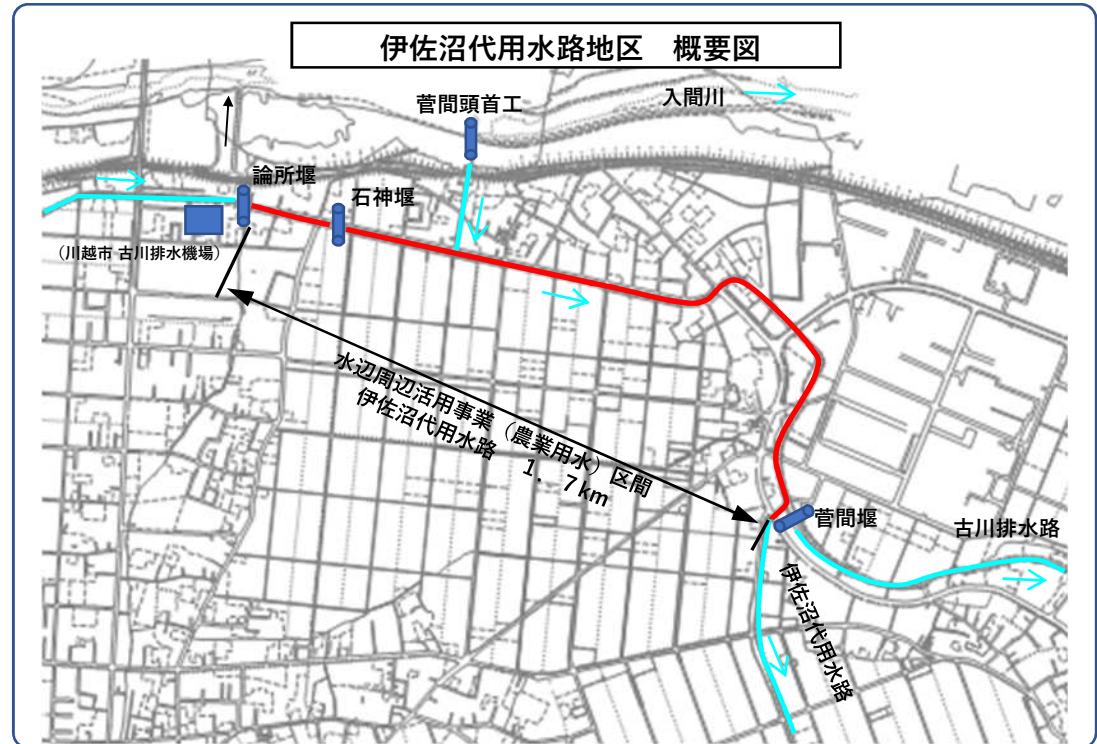 伊佐沼代用水路地区　概要図
菅間頭首工
入間川
論所堰
石神堰
（川越市 古川排水機場）
水辺周辺活用事業（農業用水）区間
伊佐沼代用水路　１．７km
菅間堰
古川排水路
伊佐沼代用水路